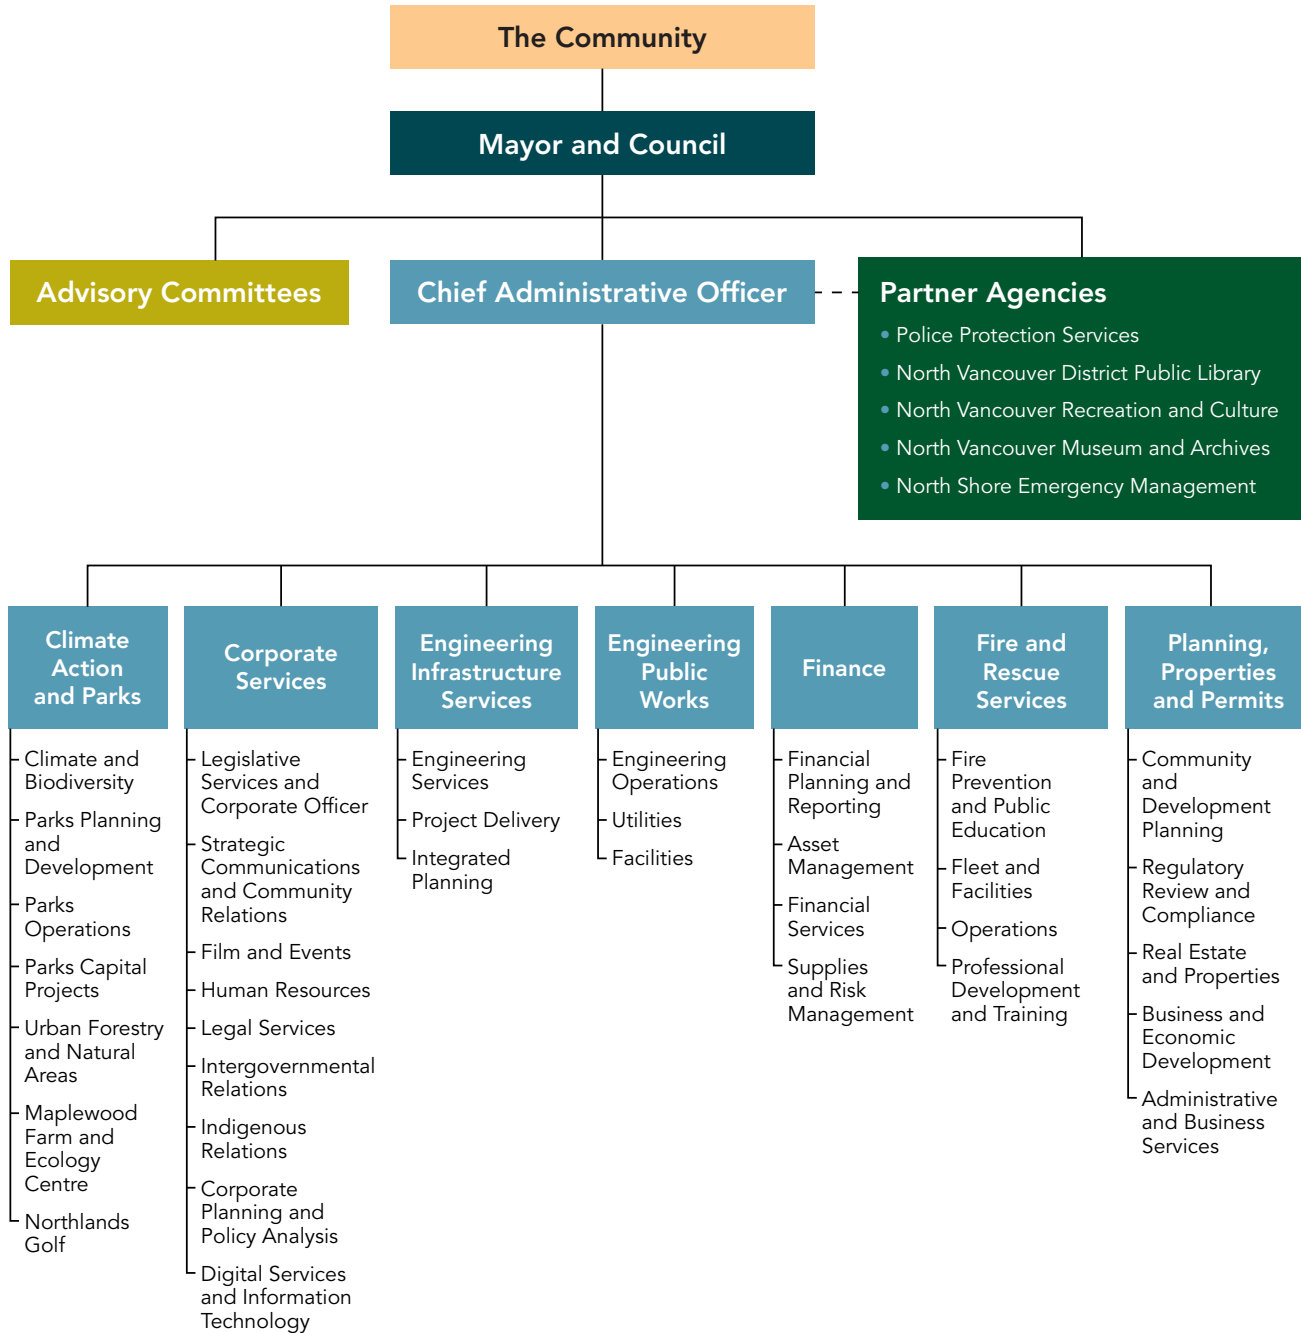 The Community
Mayor and Council
Advisory Committees
Chief Administrative Officer
Partner Agencies
• Police Protection Services
• North Vancouver District Public Library
• North Vancouver Recreation and Culture
• North Vancouver Museum and Archives
• North Shore Emergency Management
Climate
Action
and Parks
Climate and
Biodiversity
Parks Planning
and
Development
Parks
Operations
Parks Capital
Projects
Urban Forestry
and Natural
Areas
Maplewood
Farm and
Ecology
Centre
Northlands
Golf
Corporate
Services
Legislative
Services and
Corporate Officer
Strategic
Communications
and Community
Relations
Film and Events
Human Resources
Legal Services
Intergovernmental
Relations
Indigenous
Relations
Corporate
Planning and
Policy Analysis
Digital Services
and Information
Technology
Engineering
Infrastructure
Services
Engineering
Services
Project Delivery
Integrated
Planning
Engineering
Public
Works
Engineering
Operations
Utilities
Facilities
Finance
Financial
Planning and
Reporting
Asset
Management
Financial
Services
Supplies
and Risk
Management
Fire and
Rescue
Services
Fire
Prevention
and Public
Education
Fleet and
Facilities
Operations
Professional
Development
and Training
Planning,
Properties
and Permits
Community
and
Development
Planning
Regulatory
Review and
Compliance
Real Estate
and Properties
Business and
Economic
Development
Administrative
and Business
Services